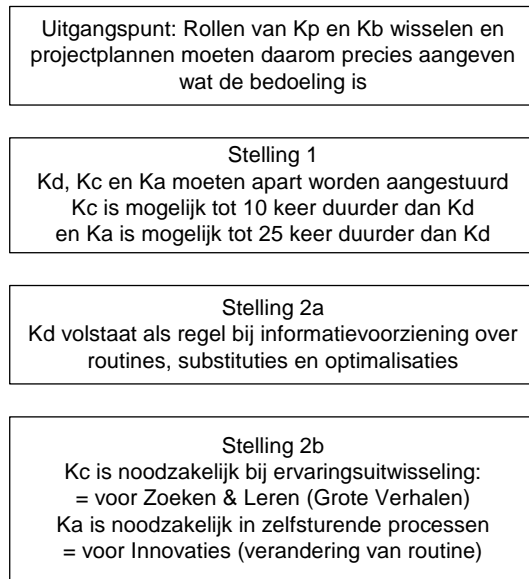 Uitgangspunt: Rollen van Kp en Kb wisselen en
projectplannen moeten daarom precies aangeven
wat de bedoeling is
Stelling 1
Kd, Kc en Ka moeten apart worden aangestuurd
Kc is mogelijk tot 10 keer duurder dan Kd
en Ka is mogelijk tot 25 keer duurder dan Kd
Stelling 2a
Kd volstaat als regel bij informatievoorziening over
routines, substituties en optimalisaties
Stelling 2b
Kc is noodzakelijk bij ervaringsuitwisseling:
= voor Zoeken & Leren (Grote Verhalen)
Ka is noodzakelijk in zelfsturende processen
= voor Innovaties (verandering van routine)